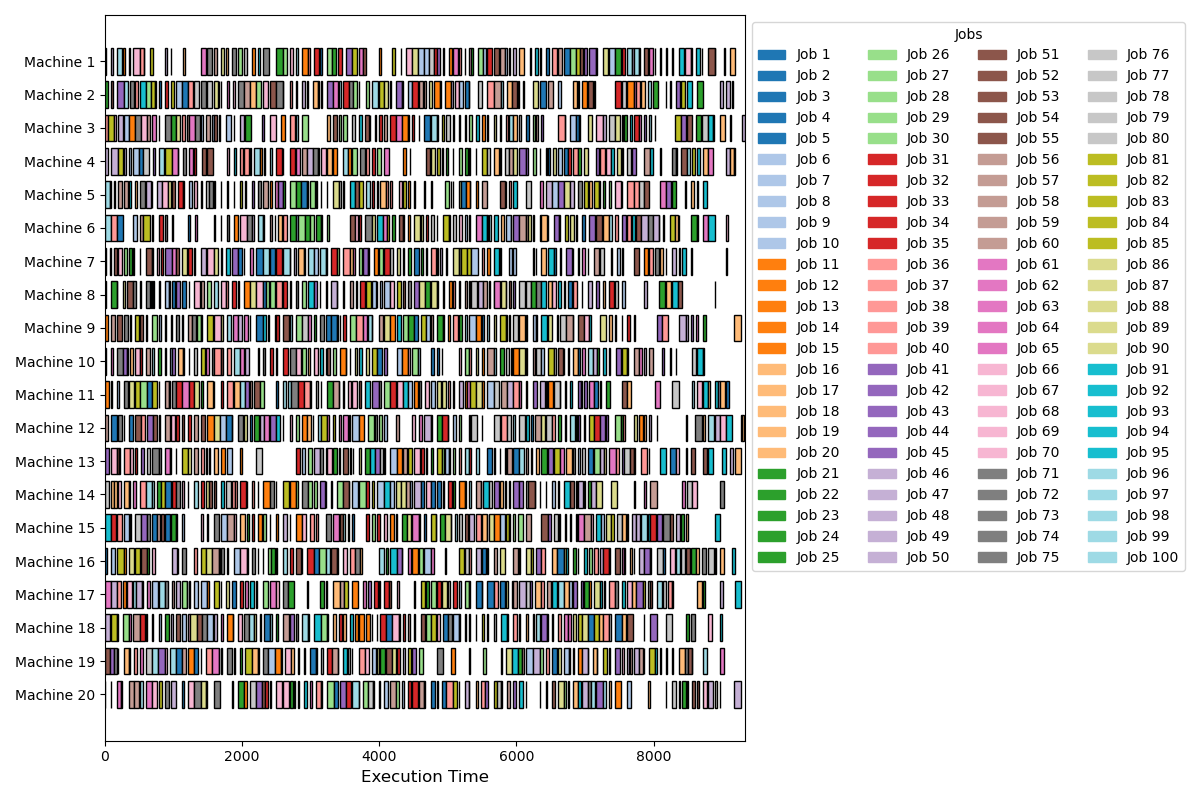 Machine 1
Machine 2
Machine 3
Machine 4
Machine 5
Machine 6
Machine 7
Machine 8
Machine 9
Machine 10
Machine 11
Machine 12
Machine 13
Machine 14
Machine 15
Machine 16
Machine 17
Machine 18
Machine 19
Machine 20
0 2000 4000 6000 8000
Execution Time
Jobs
Job 1 Job 26 Job 51 Job 76
Job 2 Job 27 Job 52 Job 77
Job 3 Job 28 Job 53 Job 78
Job 4 Job 29 Job 54 Job 79
Job 5 Job 30 Job 55 Job 80
Job 6 Job 31 Job 56 Job 81
Job 7 Job 32 Job 57 Job 82
Job 8 Job 33 Job 58 Job 83
Job 9 Job 34 Job 59 Job 84
Job 10 Job 35 Job 60 Job 85
Job 11 Job 36 Job 61 Job 86
Job 12 Job 37 Job 62 Job 87
Job 13 Job 38 Job 63 Job 88
Job 14 Job 39 Job 64 Job 89
Job 15 Job 40 Job 65 Job 90
Job 16 Job 41 Job 66 Job 91
Job 17 Job 42 Job 67 Job 92
Job 18 Job 43 Job 68 Job 93
Job 19 Job 44 Job 69 Job 94
Job 20 Job 45 Job 70 Job 95
Job 21 Job 46 Job 71 Job 96
Job 22 Job 47 Job 72 Job 97
Job 23 Job 48 Job 73 Job 98
Job 24 Job 49 Job 74 Job 99
Job 25 Job 50 Job 75 Job 100